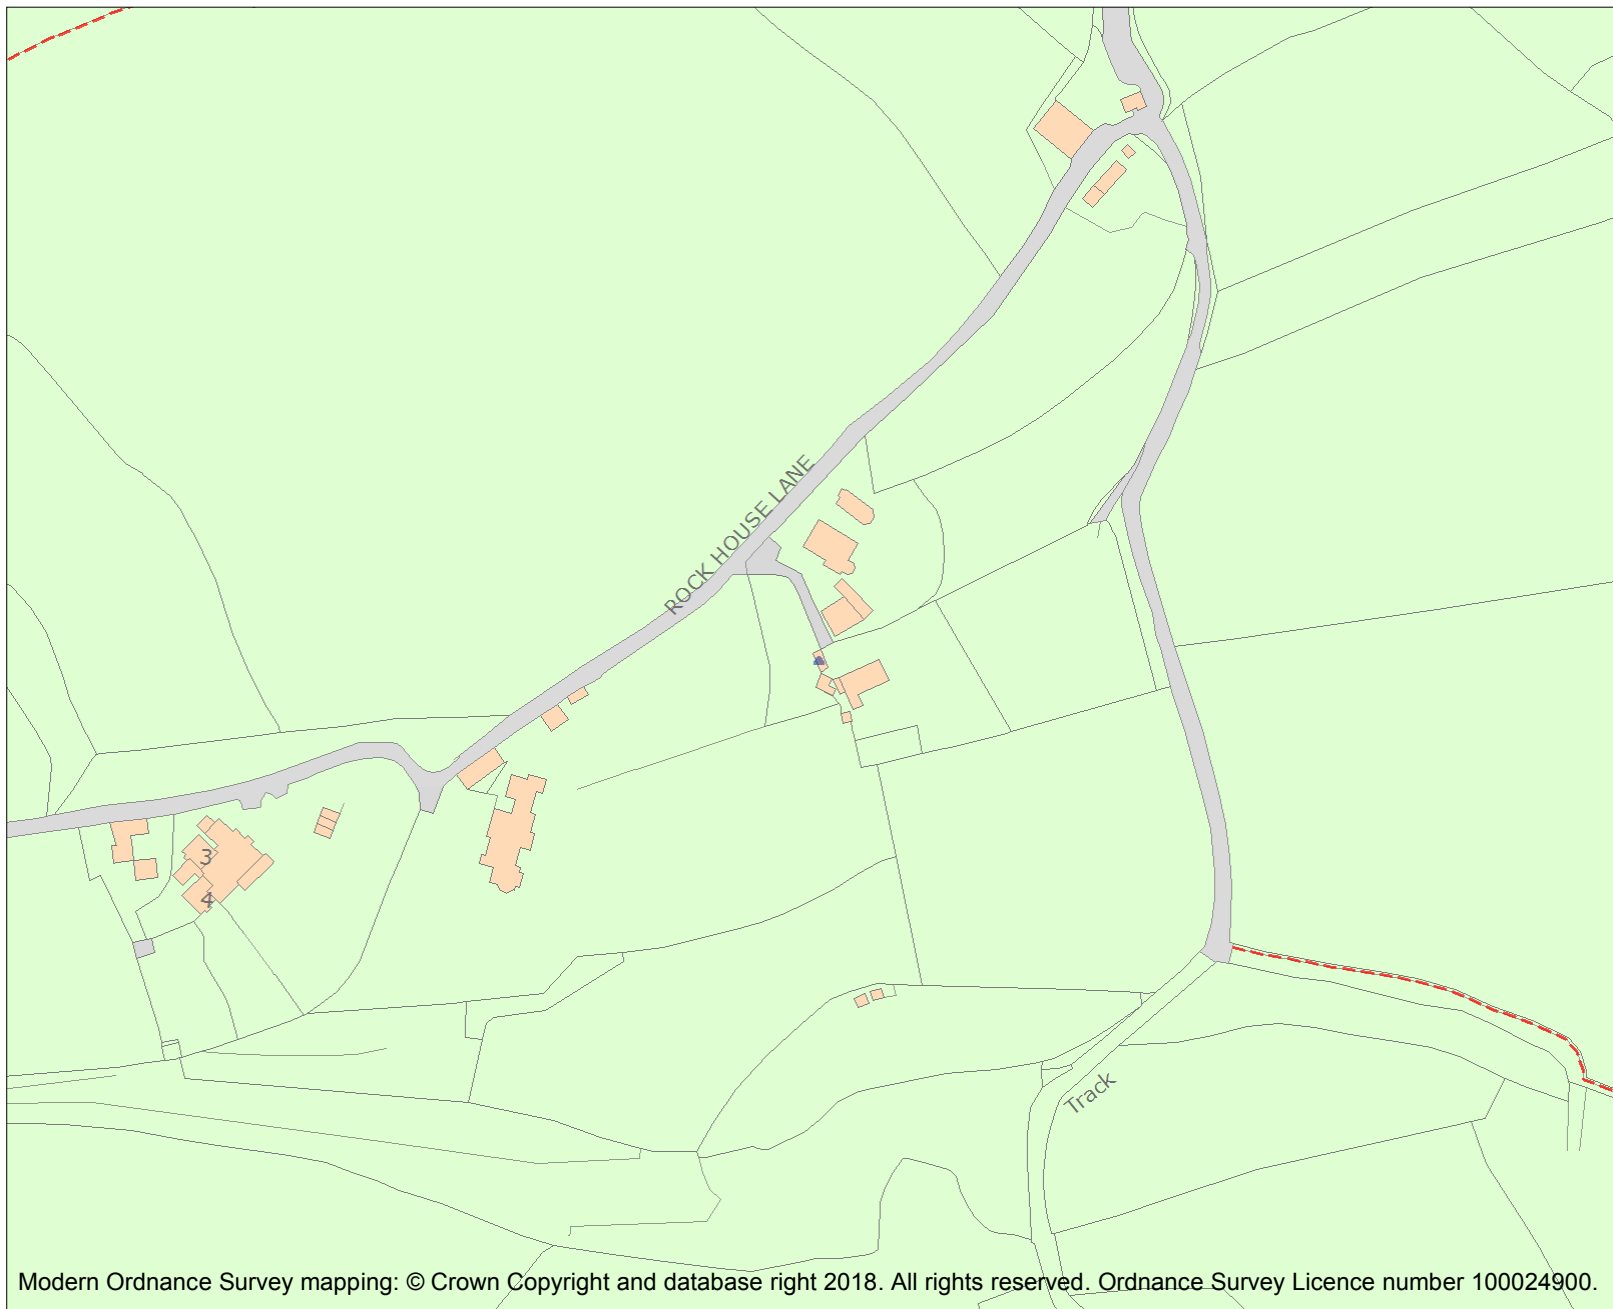 ROCK HOUSE LANE
3
4
Track
Modern Ordnance Survey mapping: © Crown Copyright and database right 2018. All rights reserved. Ordnance Survey Licence number 100024900.